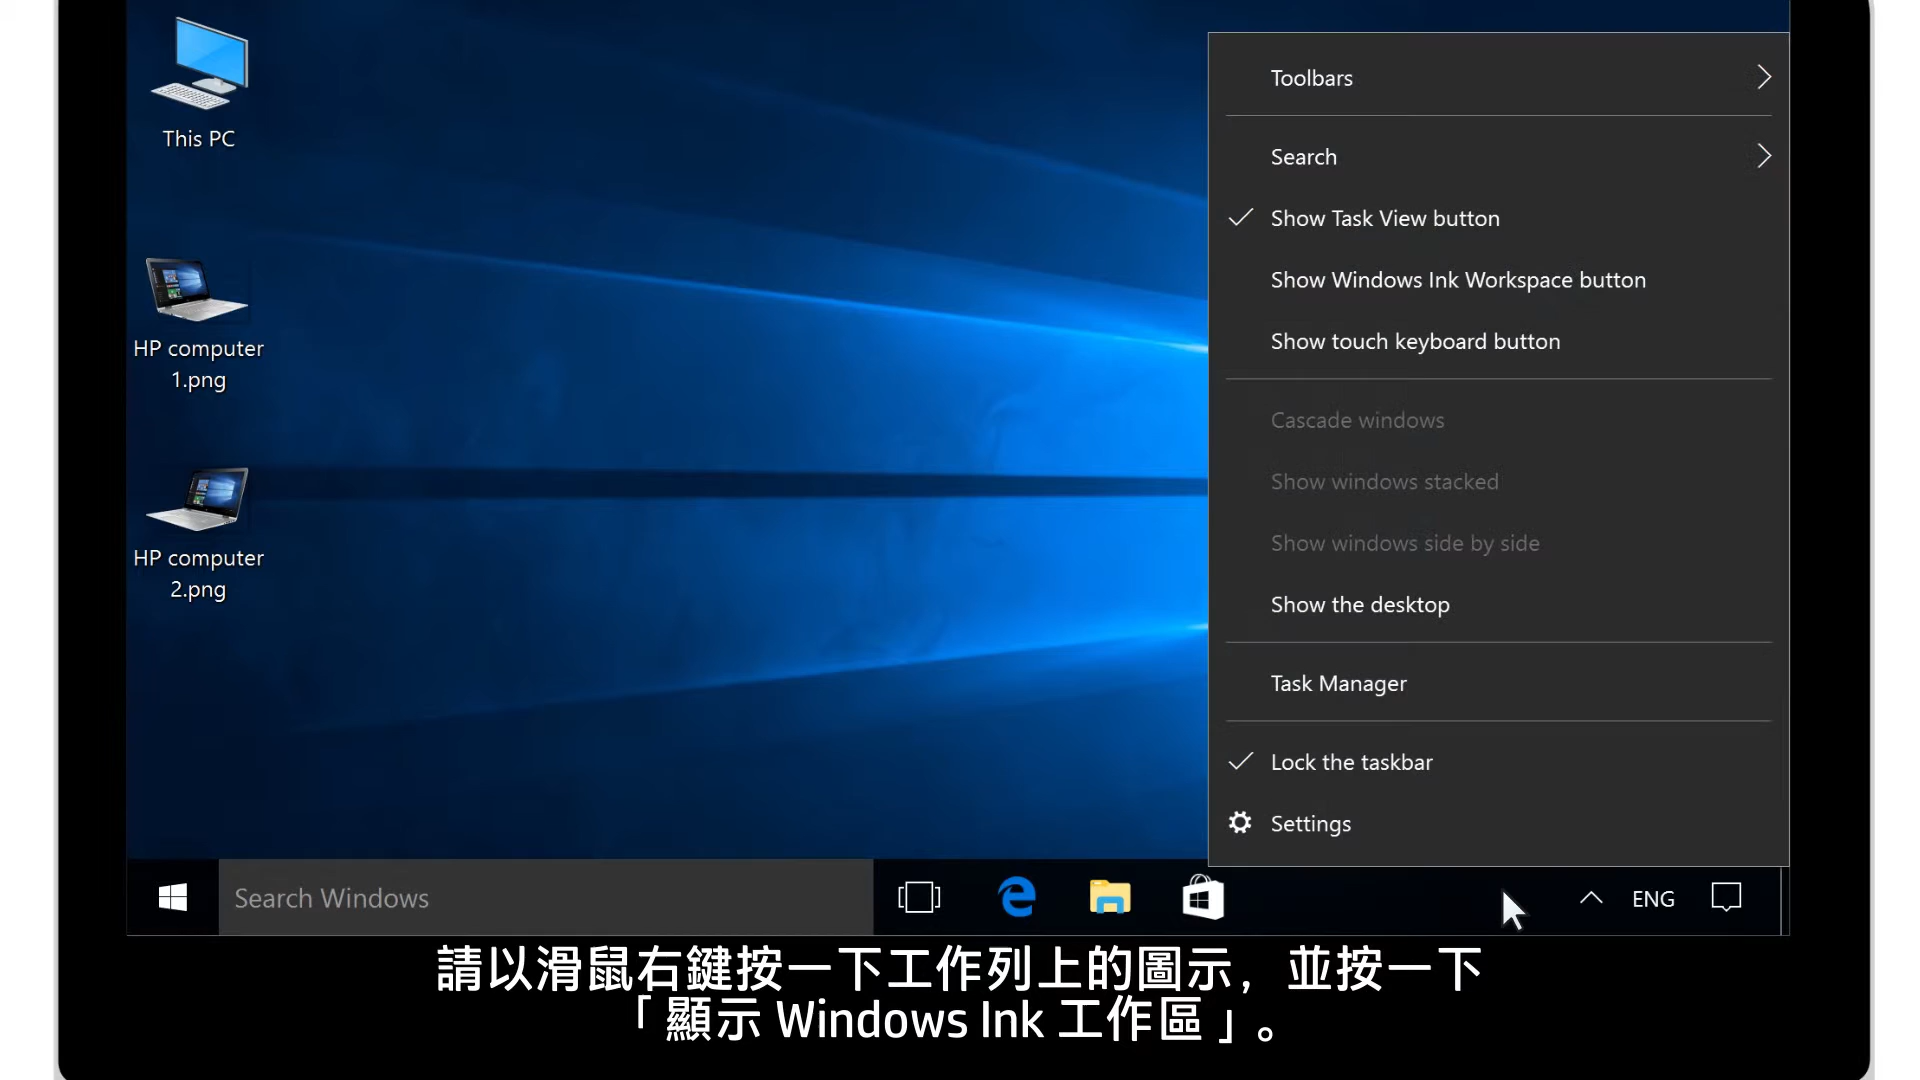 This PC
HP computer
1.png
HP computer
2.png
Toolbars
Search
Show Task View button
Show Windows Ink Workspace button
Show touch keyboard button
Cascade windows
Show windows stacked
Show windows side by side
Show the desktop
Task Manager
Lock the taskbar
Settings
Search Windows
ENG
請以滑鼠右鍵按一下工作列上的圖示，並按一下
「顯示 Windows Ink 工作區」。